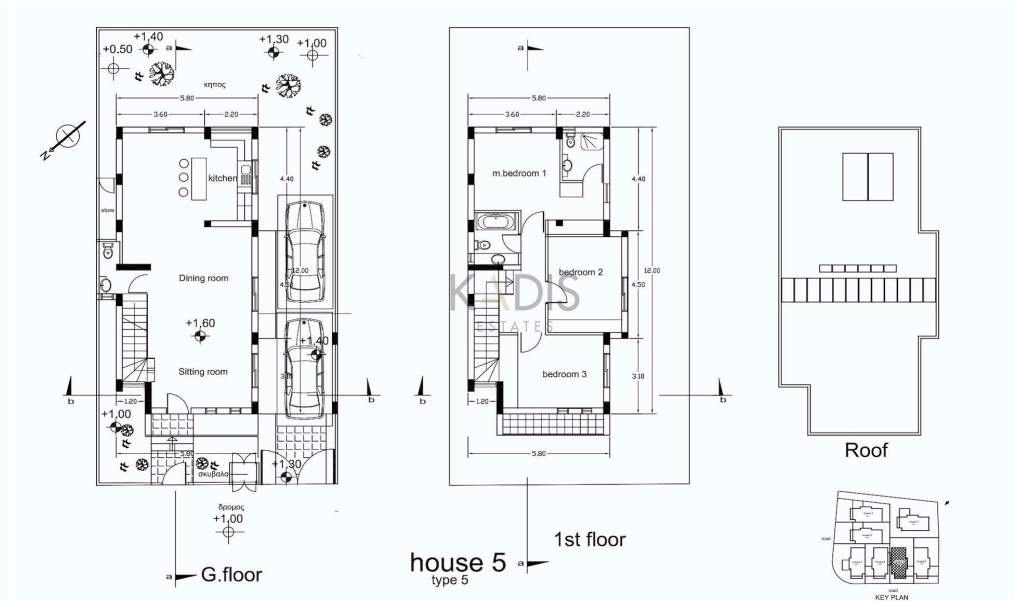 +1,40
+0.50
+1,30
+1,00
κηπος
5.80
3.60
2.20
N
kitchen
4.40
store
Dining room
12.00
4.50
+1,60
+1,40
Sitting room
3.10
b
b
1.20
+1,00
5.80
σκυβαλα
+1,30
δρομος
+1,00
a
a
G.floor
a
5.80
3.60
2.20
m.bedroom 1
4.40
bedroom 2
12.00
4.50
bedroom 3
3.10
b
b
1.20
5.80
1st floor
a
house 5
type 5
KADIS
ESTATES
Roof
road
road
KEY PLAN